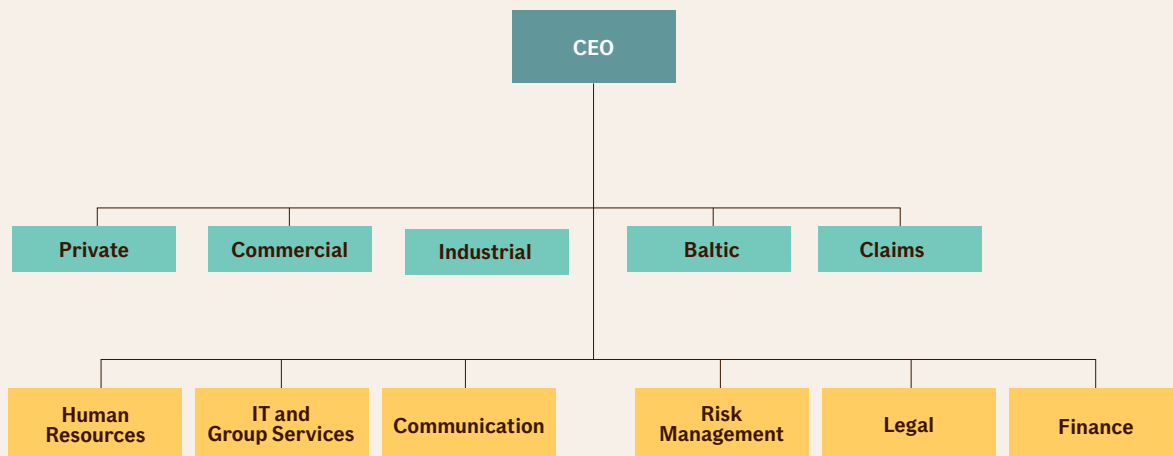 CEO
Private
Commercial
Industrial
Baltic
Claims
Human
Resources
IT and
Group Services
Communication
Risk
Management
Legal
Finance